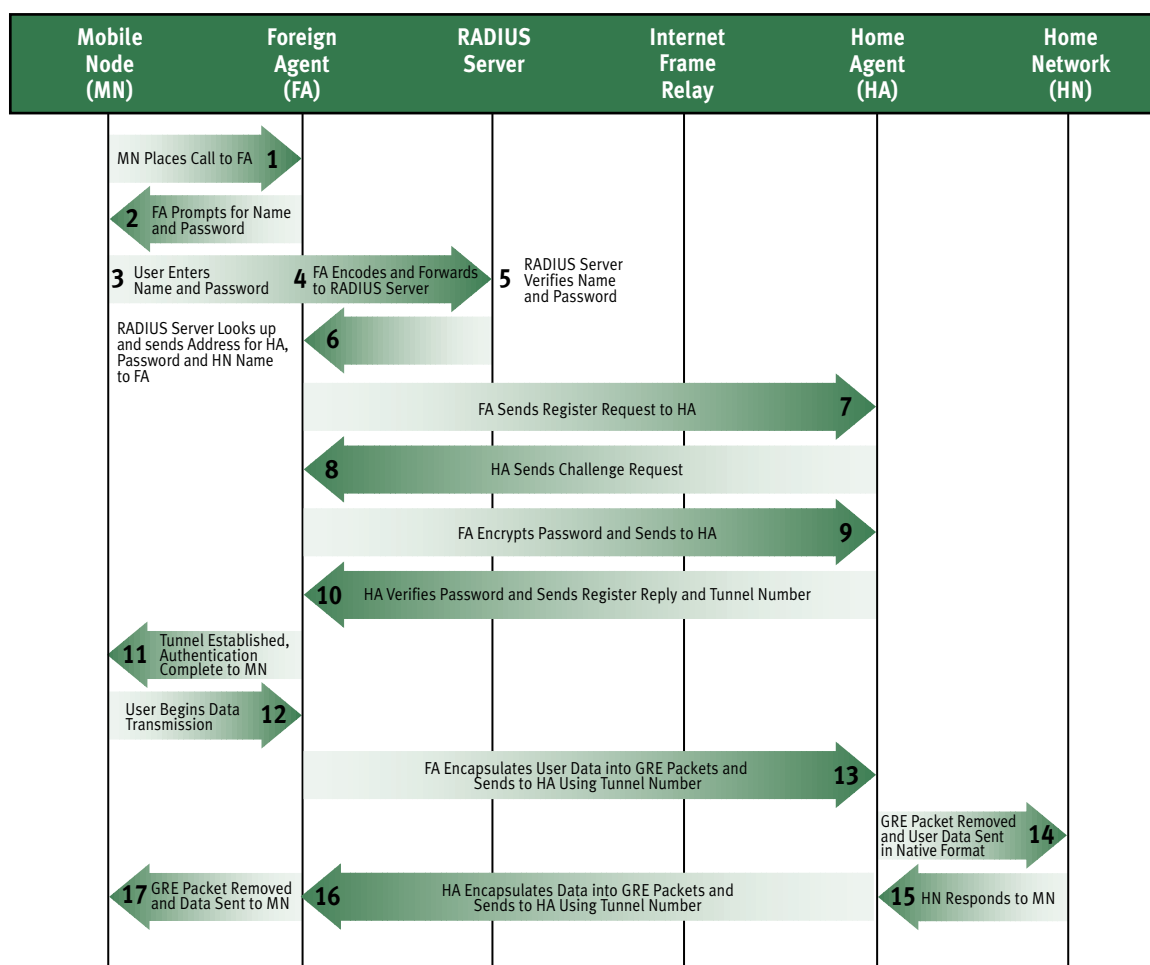 Mobile
Node
(MN)
Foreign
Agent
(FA)
RADIUS
Server
Internet
Frame
Relay
Home
Agent
(HA)
Home
Network
(HN)
MN Places Call to FA 1
2 FA Prompts for Name
and Password
3 User Enters
Name and Password
4 FA Encodes and Forwards
to RADIUS Server
5 RADIUS Server
Verifies Name
and Password
RADIUS Server Looks up
and sends Address for HA,
Password and HN Name
to FA
6
FA Sends Register Request to HA 7
8 HA Sends Challenge Request
FA Encrypts Password and Sends to HA 9
10 HA Verifies Password and Sends Register Reply and Tunnel Number
11 Tunnel Established,
Authentication
Complete to MN
User Begins Data
Transmission 12
FA Encapsulates User Data into GRE Packets and
Sends to HA Using Tunnel Number 13
GRE Packet Removed
and User Data Sent
in Native Format 14
17 GRE Packet Removed
and Data Sent to MN
16 HA Encapsulates Data into GRE Packets and
Sends to HA Using Tunnel Number
15 HN Responds to MN